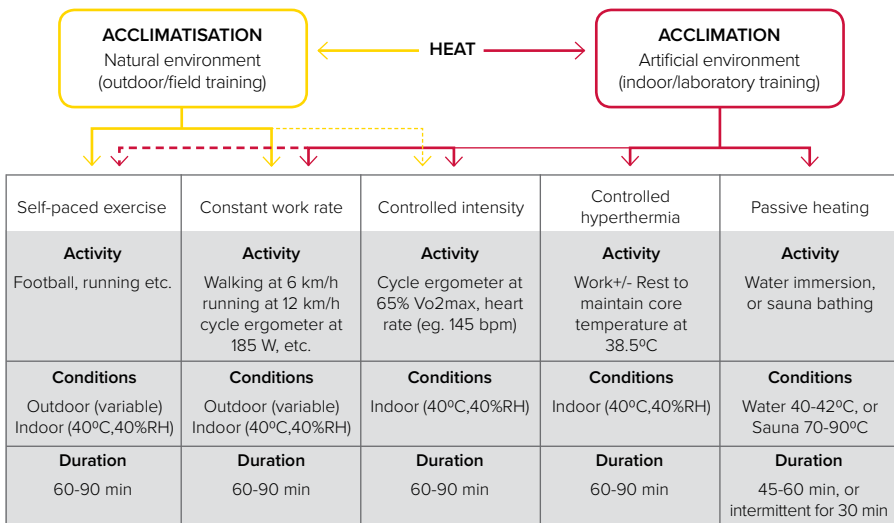 ACCLIMATISATION
Natural environment
(outdoor/field training)
HEAT
ACCLIMATION
Artificial environment
(indoor/laboratory training)
Self-paced exercise
Constant work rate
Controlled intensity
Controlled
hyperthermia
Passive heating
Activity
Football, running etc.
Activity
Walking at 6 km/h
running at 12 km/h
cycle ergometer at
185 W, etc.
Activity
Cycle ergometer at
65% Vo2max, heart
rate (eg. 145 bpm)
Activity
Work+/- Rest to
maintain core
temperature at
38.5ºC
Activity
Water immersion,
or sauna bathing
Conditions
Outdoor (variable)
Indoor (40ºC,40%RH)
Conditions
Outdoor (variable)
Indoor (40ºC,40%RH)
Conditions
Indoor (40ºC,40%RH)
Conditions
Indoor (40ºC,40%RH)
Conditions
Water 40-42ºC, or
Sauna 70-90ºC
Duration
60-90 min
Duration
60-90 min
Duration
60-90 min
Duration
60-90 min
Duration
45-60 min, or
intermittent for 30 min